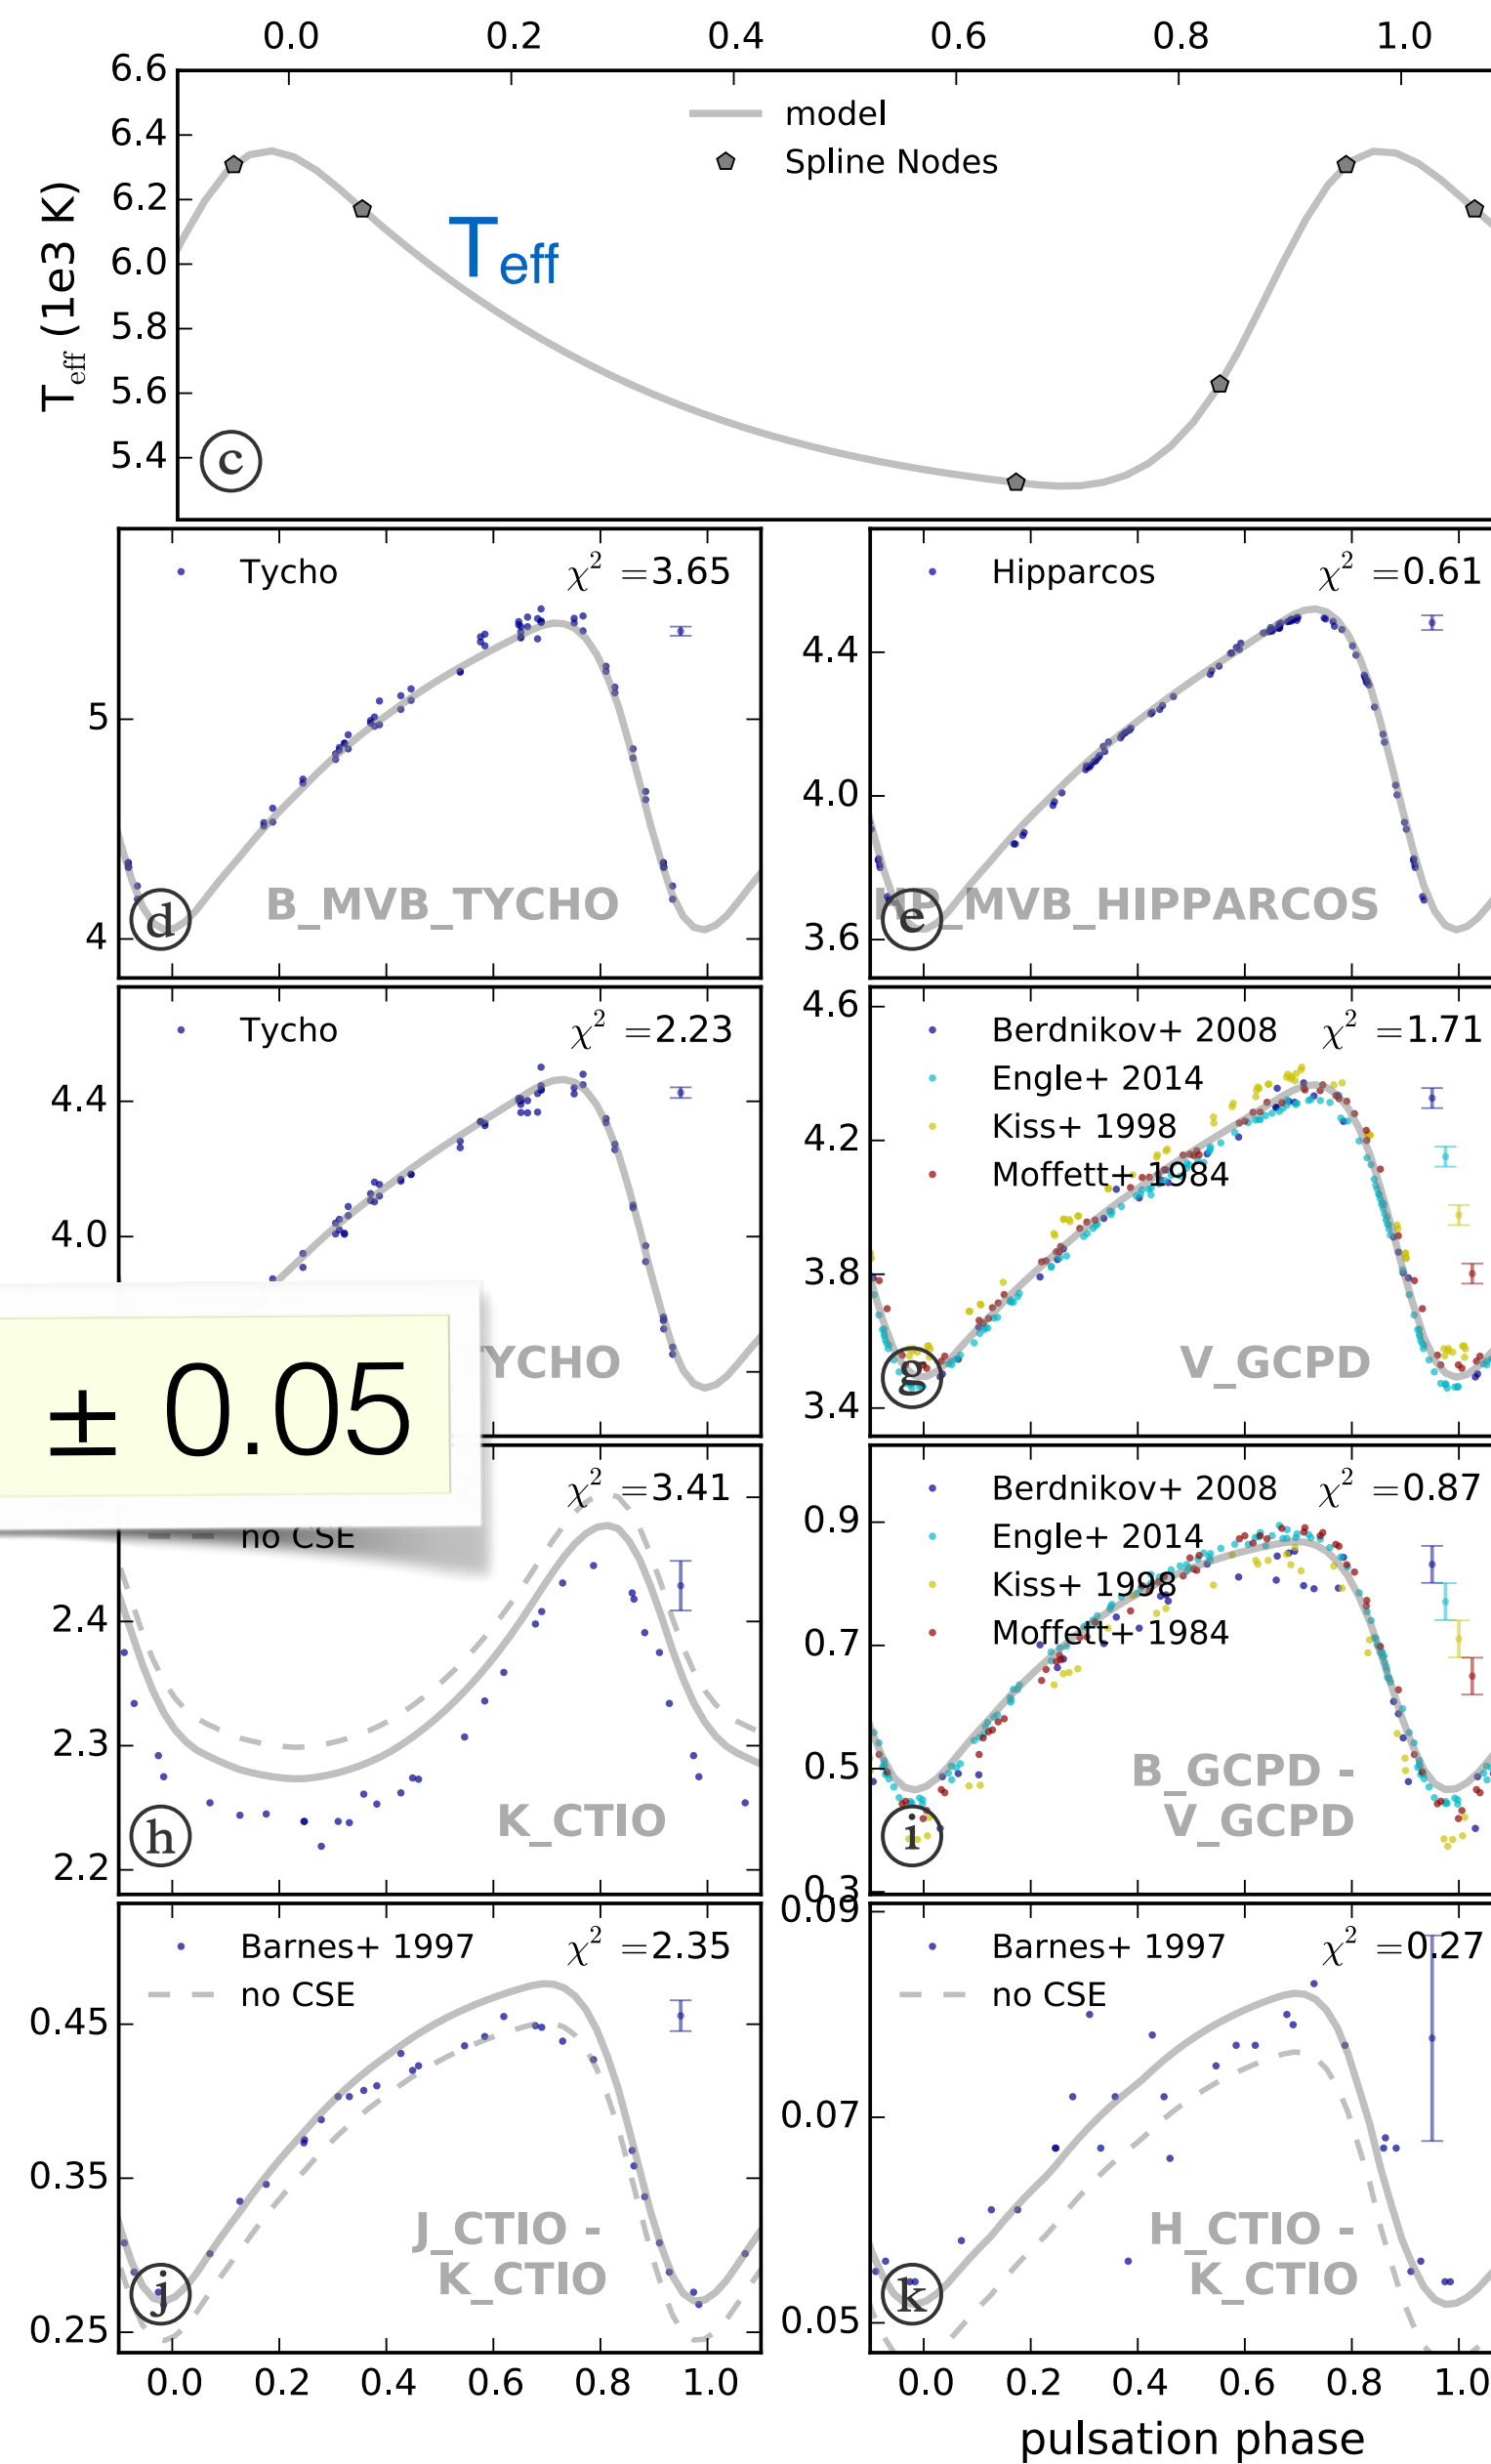 0.0 0.2 0.4 0.6 0.8 1.0
6.6
6.4
6.2
6.0
5.8
5.6
5.4
T_eff (1e3 K)
model
Spline Nodes
T_eff
c
Tycho χ² =3.65
5
4
d
B_MVB_TYCHO
Hipparcos χ² =0.61
4.4
4.0
3.6
e
HP_MVB_HIPPARCOS
Tycho χ² =2.23
4.4
4.0
YCHO
± 0.05
Berdnikov+ 2008 χ² =1.71
Engle+ 2014
Kiss+ 1998
Moffett+ 1984
4.6
4.2
3.8
3.4
g
V_GCPD
χ² =3.41
no CSE
2.4
2.3
2.2
h
K_CTIO
Berdnikov+ 2008 χ² =0.87
Engle+ 2014
Kiss+ 1998
Moffett+ 1984
0.9
0.7
0.5
0.3
i
B_GCPD -
V_GCPD
Barnes+ 1997 χ² =2.35
no CSE
0.45
0.35
0.25
j
J_CTIO -
K_CTIO
0.0 0.2 0.4 0.6 0.8 1.0
Barnes+ 1997 χ² =0.27
no CSE
0.09
0.07
0.05
k
H_CTIO -
K_CTIO
0.0 0.2 0.4 0.6 0.8 1.0
pulsation phase